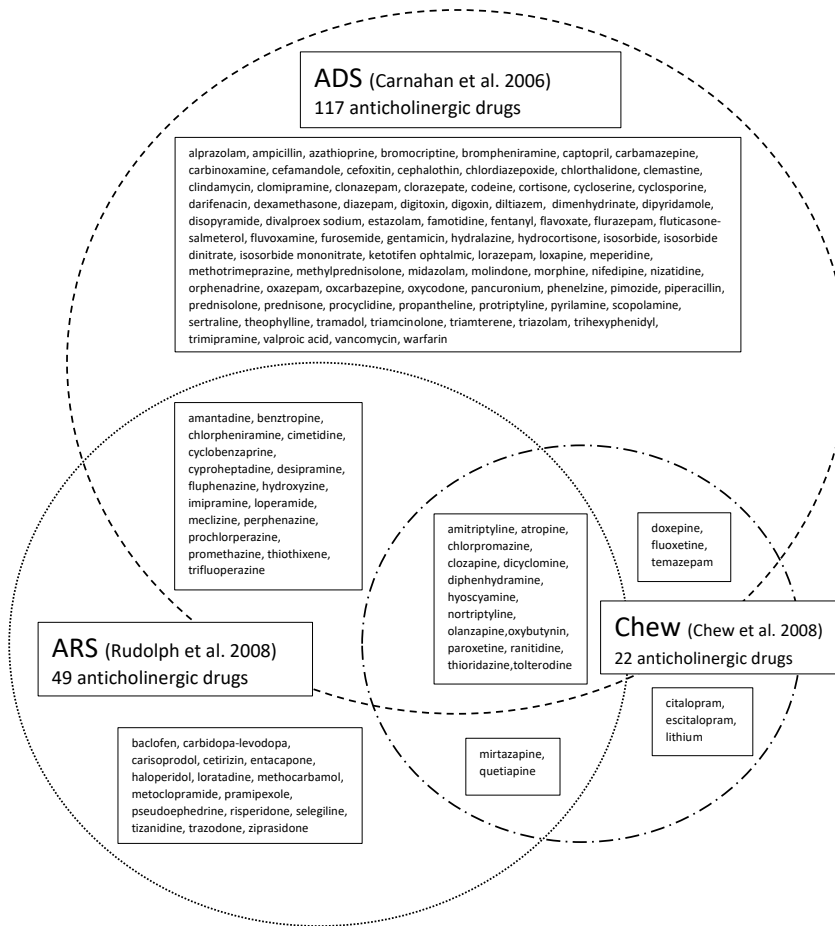 ADS (Carnahan et al. 2006)
117 anticholinergic drugs
alprazolam, ampicillin, azathioprine, bromocriptine, brompheniramine, captopril, carbamazepine,
carbinoxamine, cefamandole, cefoxitin, cephalothin, chlordiazepoxide, chlorthalidone, clemastine,
clindamycin, clomipramine, clonazepam, clorazepate, codeine, cortisone, cycloserine, cyclosporine,
darifenacin, dexamethasone, diazepam, digitoxin, digoxin, diltiazem, dimenhydrinate, dipyridamole,
disopyramide, divalproex sodium, estazolam, famotidine, fentanyl, flavoxate, flurazepam, fluticasone-
salmeterol, fluvoxamine, furosemide, gentamicin, hydralazine, hydrocortisone, isosorbide, isosorbide
dinitrate, isosorbide mononitrate, ketotifen ophtalmic, lorazepam, loxapine, meperidine,
methotrimeprazine, methylprednisolone, midazolam, molindone, morphine, nifedipine, nizatidine,
orphenadrine, oxazepam, oxcarbazepine, oxycodone, pancuronium, phenelzine, pimozide, piperacillin,
prednisolone, prednisone, procyclidine, propantheline, protriptyline, pyrilamine, scopolamine,
sertraline, theophylline, tramadol, triamcinolone, triamterene, triazolam, trihexyphenidyl,
trimipramine, valproic acid, vancomycin, warfarin
amantadine, benztropine,
chlorpheniramine, cimetidine,
cyclobenzaprine,
cyproheptadine, desipramine,
fluphenazine, hydroxyzine,
imipramine, loperamide,
meclizine, perphenazine,
prochlorperazine,
promethazine, thiothixene,
trifluoperazine
amitriptyline, atropine,
chlorpromazine,
clozapine, dicyclomine,
diphenhydramine,
hyoscyamine,
nortriptyline,
olanzapine,oxybutynin,
paroxetine, ranitidine,
thioridazine,tolterodine
doxepine,
fluoxetine,
temazepam
ARS (Rudolph et al. 2008)
49 anticholinergic drugs
Chew (Chew et al. 2008)
22 anticholinergic drugs
citalopram,
escitalopram,
lithium
baclofen, carbidopa-levodopa,
carisoprodol, cetirizin, entacapone,
haloperidol, loratadine, methocarbamol,
metoclopramide, pramipexole,
pseudoephedrine, risperidone, selegiline,
tizanidine, trazodone, ziprasidone
mirtazapine,
quetiapine